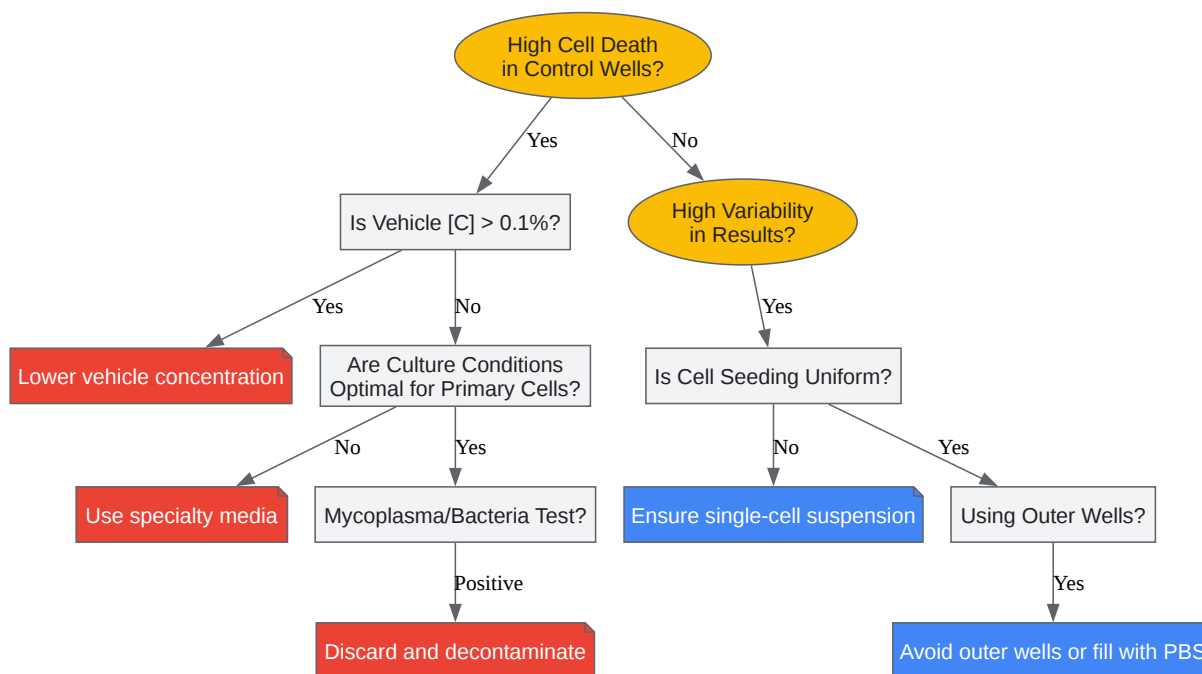 High Cell Death
in Control Wells?
Yes
No
Is Vehicle [C] > 0.1%?
High Variability
in Results?
Yes
No
Yes
Lower vehicle concentration
Are Culture Conditions
Optimal for Primary Cells?
Is Cell Seeding Uniform?
No
Yes
No
Yes
Use specialty media
Mycoplasma/Bacteria Test?
Ensure single-cell suspension
Using Outer Wells?
Positive
Yes
Discard and decontaminate
Avoid outer wells or fill with PBS